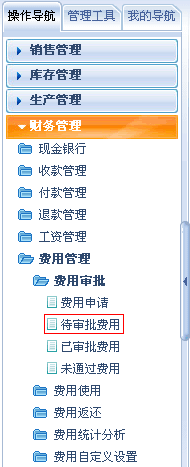 操作导航 管理工具 我的导航
销售管理
库存管理
生产管理
财务管理
现金银行
收款管理
付款管理
退款管理
工资管理
费用管理
费用审批
费用申请
待审批费用
已审批费用
未通过费用
费用使用
费用返还
费用统计分析
费用自定义设置